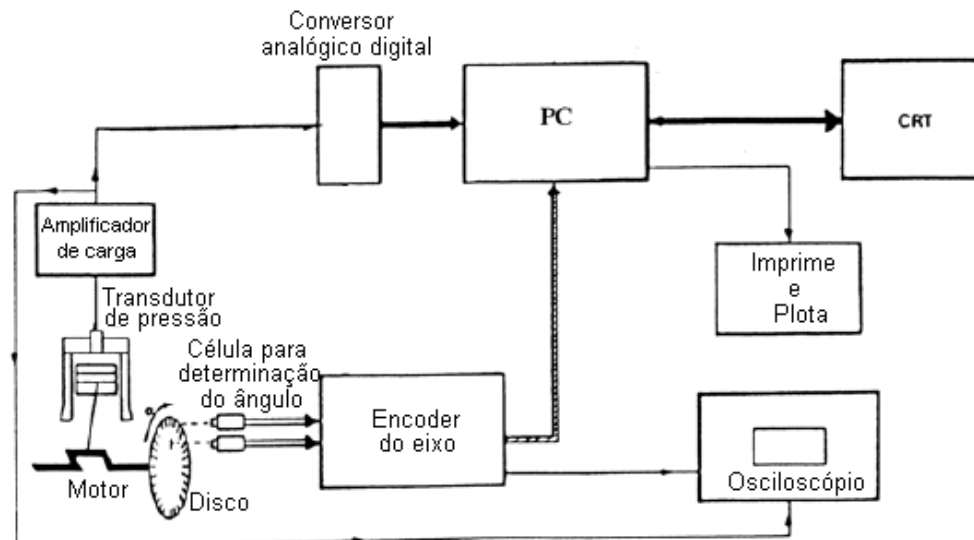 Conversor
analógico digital
PC
CRT
Amplificador
de carga
Imprime
e
Plota
Transdutor
de pressão
Célula para
determinação
do ângulo
Encoder
do eixo
Osciloscópio
Motor
Disco